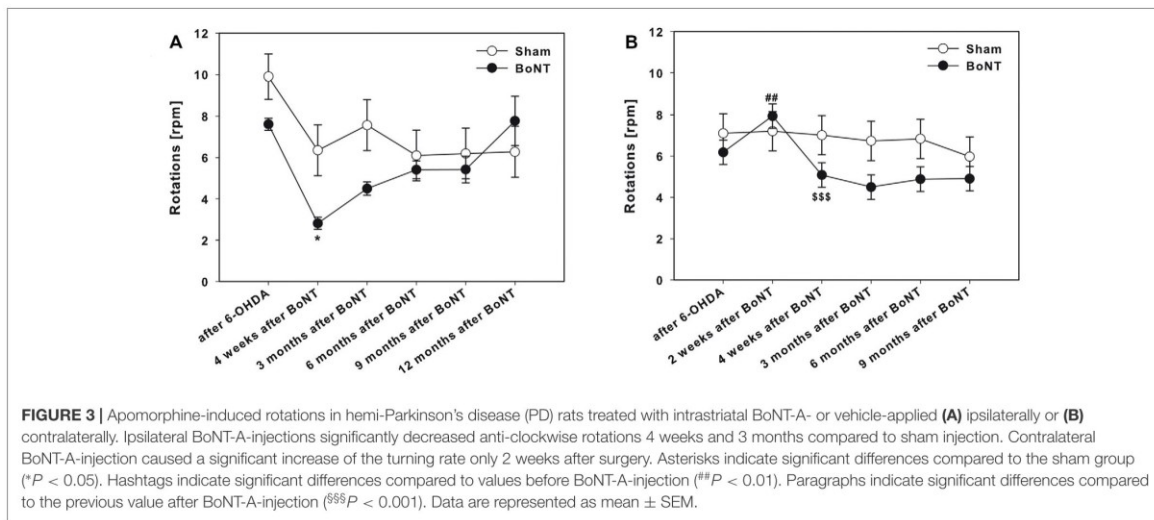 A
12
10
8
6
4
2
0
Rotations [rpm]
Sham
BoNT
*
after 6-OHDA
4 weeks after BoNT
3 months after BoNT
6 months after BoNT
9 months after BoNT
12 months after BoNT
B
12
10
8
6
4
2
0
Rotations [rpm]
Sham
BoNT
##
$$$
after 6-OHDA
2 weeks after BoNT
4 weeks after BoNT
3 months after BoNT
6 months after BoNT
9 months after BoNT
FIGURE 3 | Apomorphine-induced rotations in hemi-Parkinson's disease (PD) rats treated with intrastriatal BoNT-A- or vehicle-applied (A) ipsilaterally or (B)
contralaterally. Ipsilateral BoNT-A-injections significantly decreased anti-clockwise rotations 4 weeks and 3 months compared to sham injection. Contralateral
BoNT-A-injection caused a significant increase of the turning rate only 2 weeks after surgery. Asterisks indicate significant differences compared to the sham group
(*P < 0.05). Hashtags indicate significant differences compared to values before BoNT-A-injection (##P < 0.01). Paragraphs indicate significant differences compared
to the previous value after BoNT-A-injection (§§§P < 0.001). Data are represented as mean ± SEM.